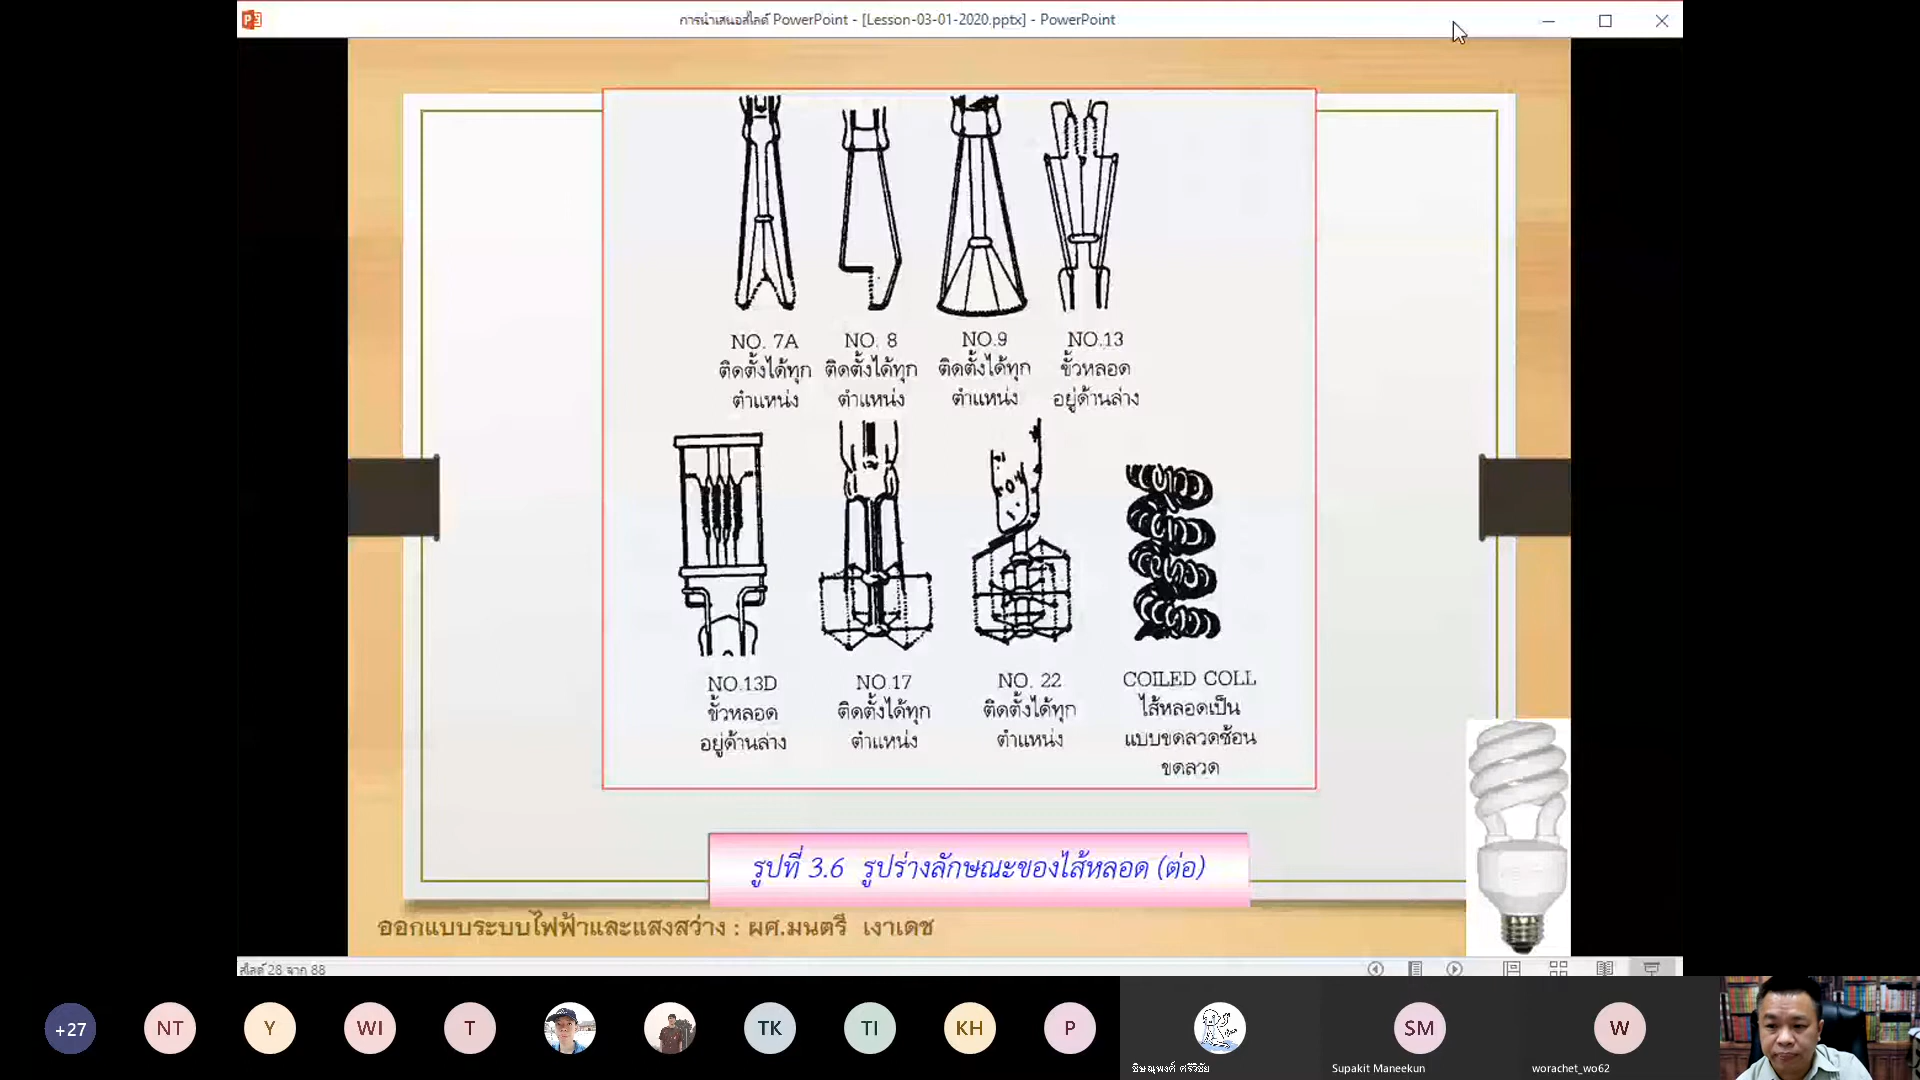 การนำเสนอสไลด์ PowerPoint - [Lesson-03-01-2020.pptx] - PowerPoint
NO. 7A
ติดตั้งได้ทุก
ตำแหน่ง
NO. 8
ติดตั้งได้ทุก
ตำแหน่ง
NO.9
ติดตั้งได้ทุก
ตำแหน่ง
NO.13
ขั้วหลอด
อยู่ด้านล่าง
NO.13D
ขั้วหลอด
อยู่ด้านล่าง
NO.17
ติดตั้งได้ทุก
ตำแหน่ง
NO. 22
ติดตั้งได้ทุก
ตำแหน่ง
COILED COLL
ไส้หลอดเป็น
แบบขดลวดซ้อน
ขดลวด
รูปที่ 3.6 รูปร่างลักษณะของไส้หลอด (ต่อ)
ออกแบบระบบไฟฟ้าและแสงสว่าง : ผศ.มนตรี เงาเดช
สไลด์ 28 จาก 88
+27
NT
Y
WI
T
TK
TI
KH
P
SM
W
Supakit Maneekun
worachet_wo62